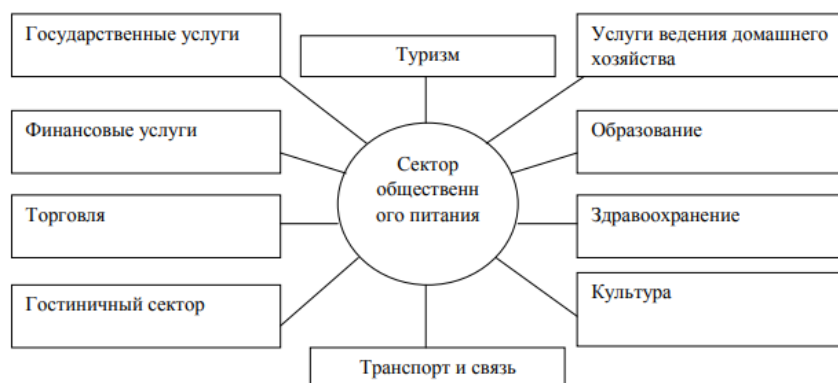 Государственные услуги
Туризм
Услуги ведения домашнего
хозяйства
Финансовые услуги
Образование
Сектор
общественн
ого питания
Торговля
Здравоохранение
Гостиничный сектор
Культура
Транспорт и связь